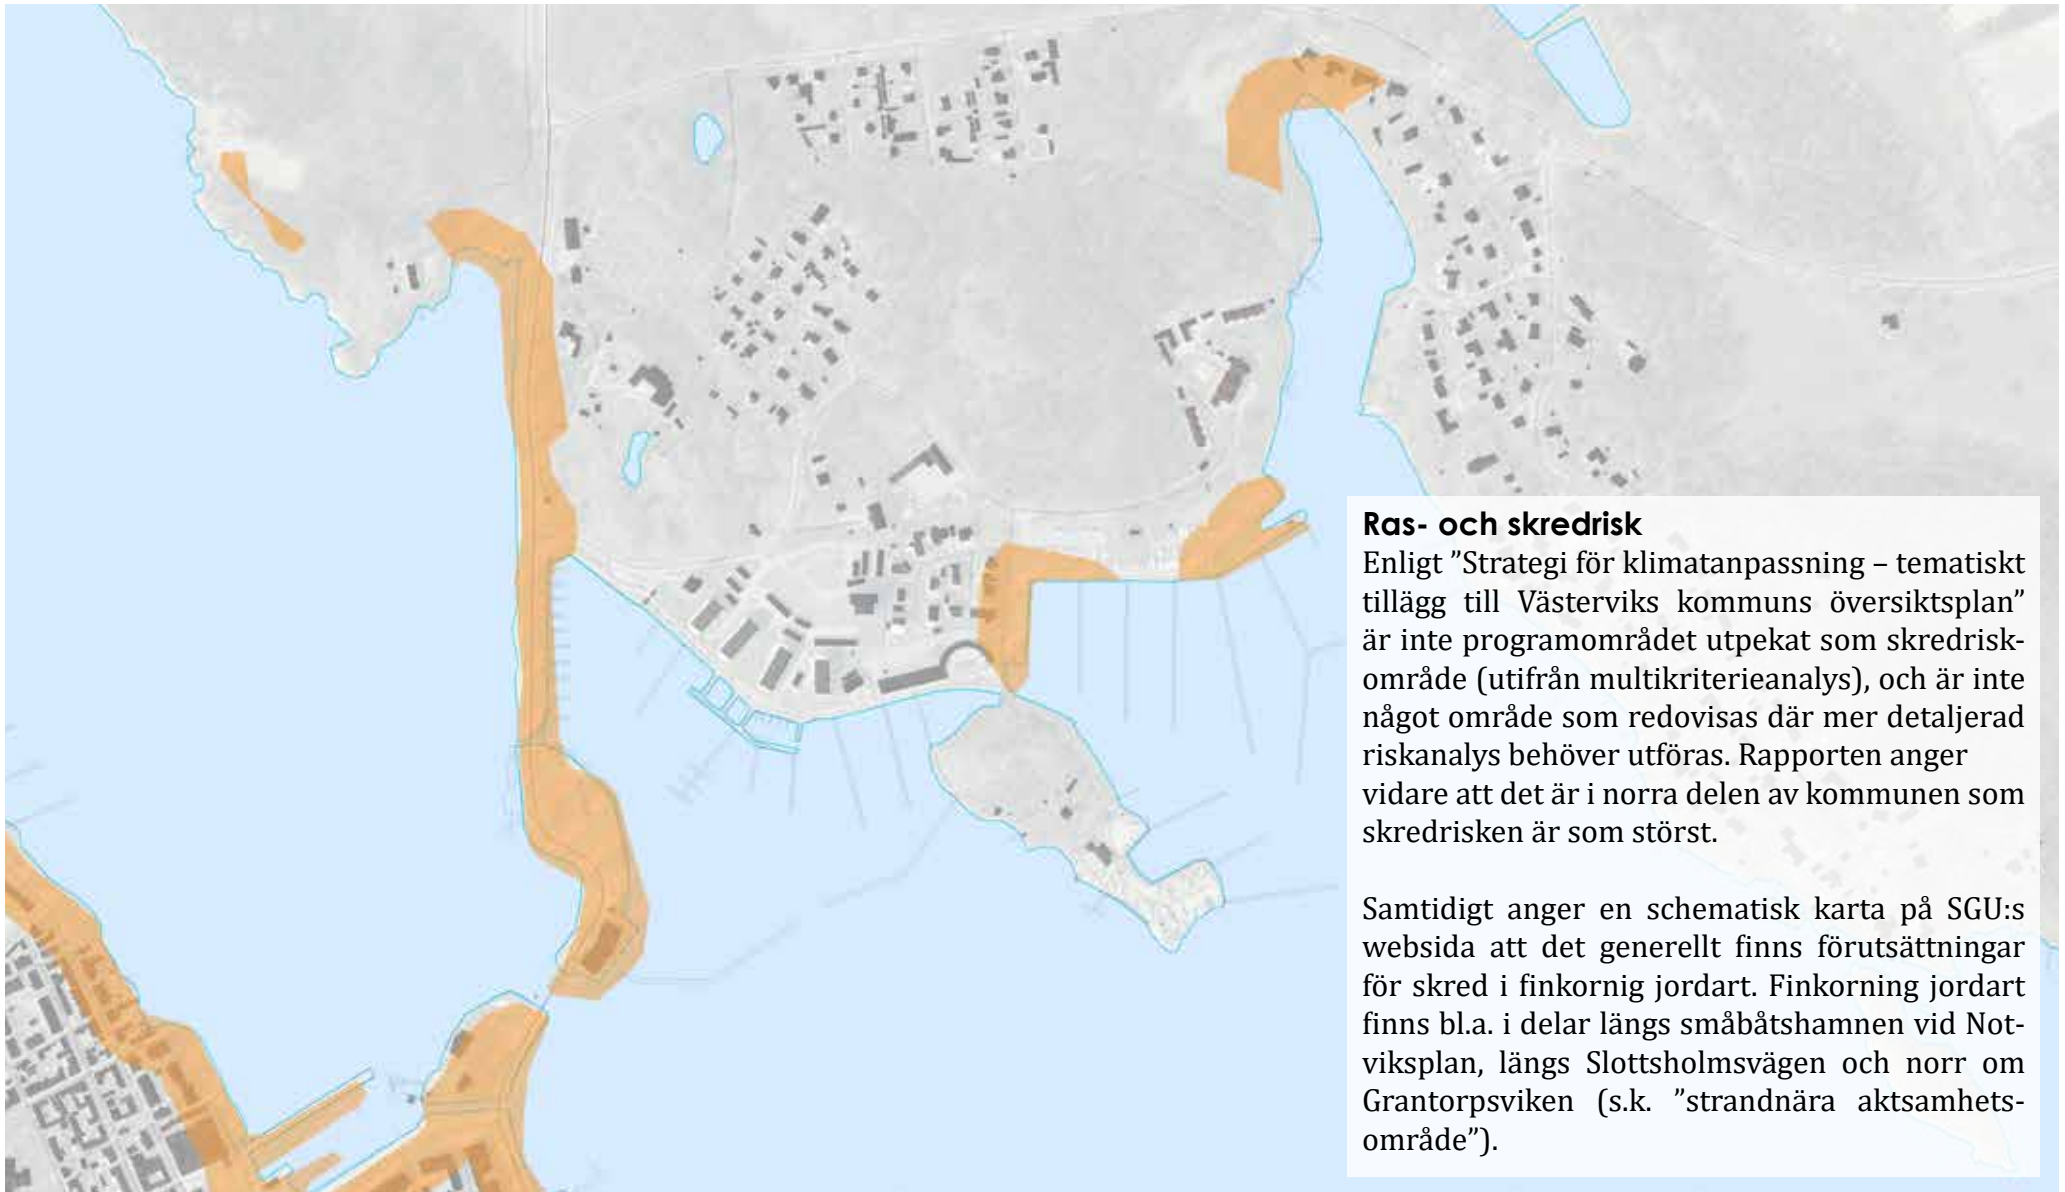 Ras- och skredrisk
Enligt ”Strategi för klimatanpassning – tematiskt
tillägg till Västerviks kommuns översiktsplan”
är inte programområdet utpekat som skredrisk-
område (utifrån multikriterieanalys), och är inte
något område som redovisas där mer detaljerad
riskanalys behöver utföras. Rapporten anger
vidare att det är i norra delen av kommunen som
skredrisken är som störst.
Samtidigt anger en schematisk karta på SGU:s
websida att det generellt finns förutsättningar
för skred i finkornig jordart. Finkorning jordart
finns bl.a. i delar längs småbåtshamnen vid Not-
viksplan, längs Slottsholmsvägen och norr om
Grantorpsviken (s.k. ”strandnära aktsamhets-
område”).